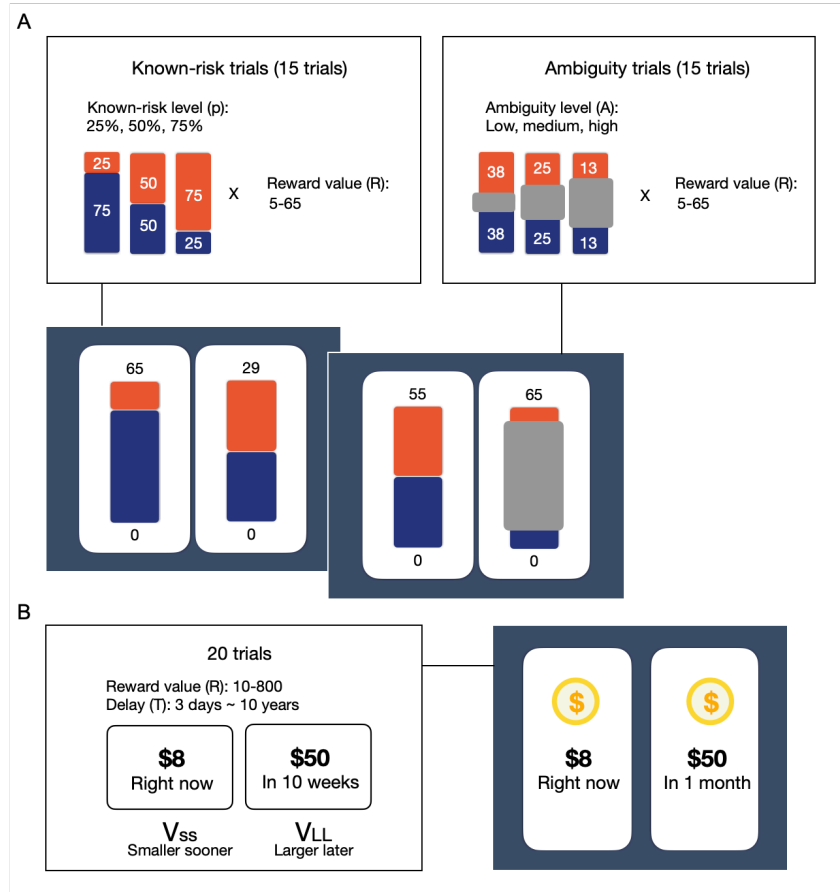 A
Known-risk trials (15 trials)
Known-risk level (p):
25%, 50%, 75%
25
75
50
50
75
25
X
Reward value (R):
5-65
Ambiguity trials (15 trials)
Ambiguity level (A):
Low, medium, high
38
38
25
25
13
13
X
Reward value (R):
5-65
65
0
29
0
55
0
65
0
B
20 trials
Reward value (R): 10-800
Delay (T): 3 days ~ 10 years
$8
Right now
$50
In 10 weeks
Vss
Smaller sooner
VLL
Larger later
$
$8
Right now
$
$50
In 1 month